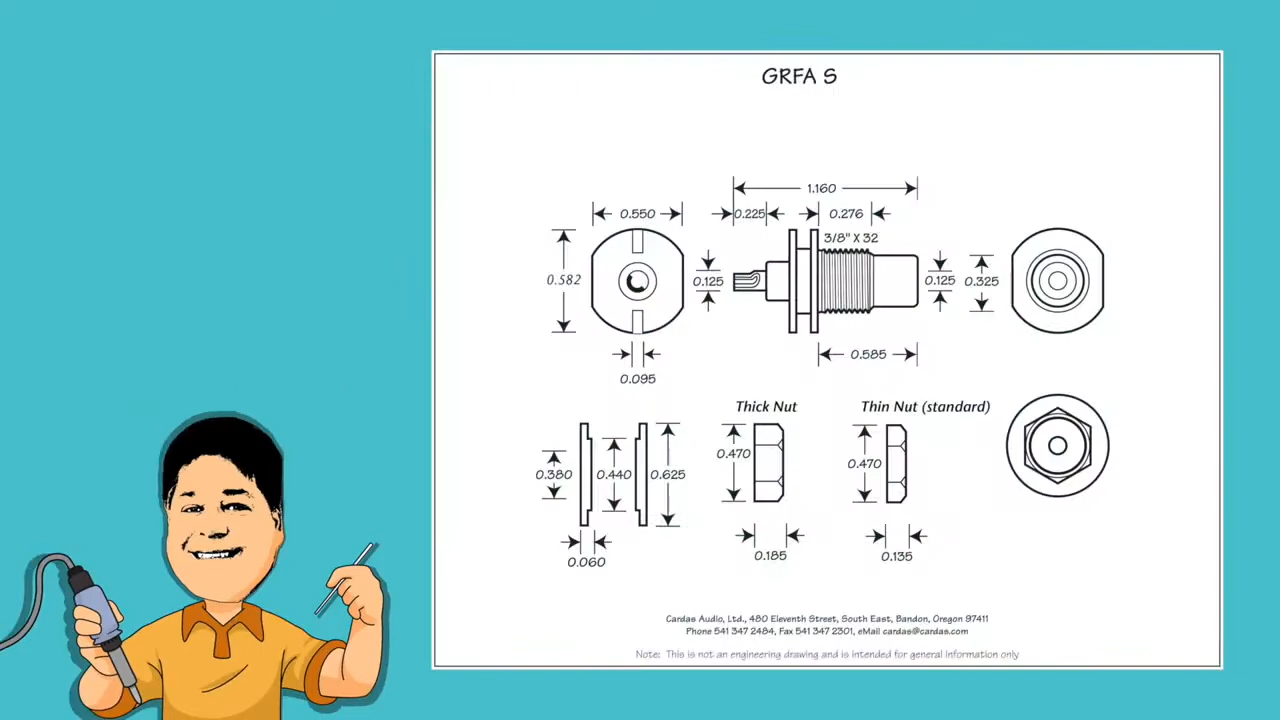 GRFA S
1.160
0.550
0.225
0.276
3/8" X 32
0.582
0.125
0.125
0.325
0.585
0.095
Thick Nut
Thin Nut (standard)
0.470
0.470
0.380
0.440
0.625
0.185
0.135
0.060
Cardas Audio, Ltd., 480 Eleventh Street, South East, Bandon, Oregon 97411
Phone 541 347 2484, Fax 541 347 2301, eMail cardas@cardas.com
Note: This is not an engineering drawing and is intended for general information only